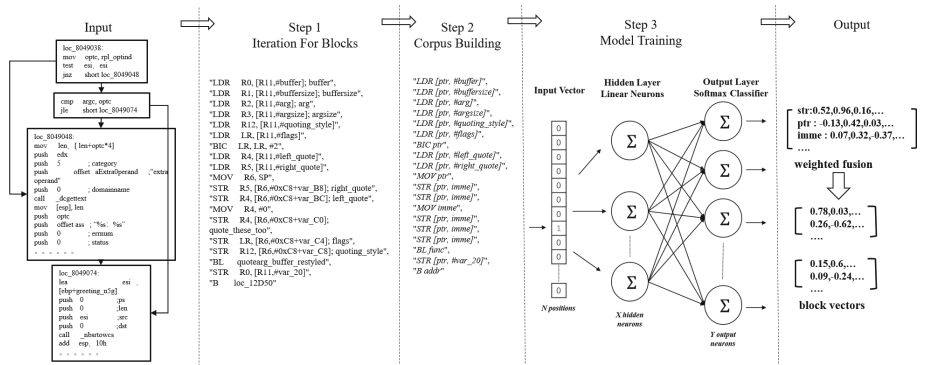 Input
loc_8049038:
mov optc, rpl_optind
test esi, esi
jnz short loc_8049048
cmp argc, optc
jle short loc_8049074
loc_8049048:
mov len, [ len+optc*4]
push edx
push 5 ; category
push offset aExtraOperand ;"extra
operand"
push 0 ; domainname
call _dcgettext
mov [esp], len
push optc
push offset ass ; "%s: %s"
push 0 ; errnum
push 0 ; status
。。。。。。
loc_8049074:
lea esi ,
[ebp+greeting_n5g]
push 0 ;ps
push 0 ;len
push esi ;src
push 0 ;dst
call _nbsrtowcs
add esp, 10h
。。。。。。
Step 1
Iteration For Blocks
"LDR R0, [R11,#buffer]; buffer",
"LDR R1, [R11,#buffersize]; buffersize",
"LDR R2, [R11,#arg]; arg",
"LDR R3, [R11,#argsize]; argsize",
"LDR R12, [R11,#quoting_style]",
"LDR LR, [R11,#flags]",
"BIC LR, LR, #2",
"LDR R4, [R11,#left_quote]",
"LDR R5, [R11,#right_quote]",
"MOV R6, SP",
"STR R5, [R6,#0xC8+var_B8]; right_quote",
"STR R4, [R6,#0xC8+var_BC]; left_quote",
"MOV R4, #0",
"STR R4, [R6,#0xC8+var_C0];
quote_these_too",
"STR LR, [R6,#0xC8+var_C4]; flags",
"STR R12, [R6,#0xC8+var_C8]; quoting_style",
"BL quotearg_buffer_restyled",
"STR R0, [R11,#var_20]",
"B loc_12D50"
Step 2
Corpus Building
"LDR [ptr, #buffer]",
"LDR [ptr, #buffersize]",
"LDR [ptr, #arg]",
"LDR [ptr, #argsize]",
"LDR [ptr, #quoting_style]",
"LDR [ptr, #flags]",
"BIC ptr",
"LDR [ptr, #left_quote]",
"LDR [ptr, #right_quote]",
"MOV ptr",
"STR [ptr, imme]",
"STR [ptr, imme]",
"MOV imme",
"STR [ptr, imme]",
"STR [ptr, imme]",
"STR [ptr, imme]",
"BL func",
"STR [ptr, #var_20]",
"B addr"
Step 3
Model Training
Input Vector
0
0
0
0
0
0
0
0
1
0
0
0
N positions
Hidden Layer
Linear Neurons
Σ
Σ
Σ
X hidden
neurons
Output Layer
Softmax Classifier
Σ
Σ
Σ
Σ
Y output
neurons
Output
str:0.52,0.96,0.16,…
ptr : -0.13,0.42,0.03,…
imme : 0.07,0.32,-0.37,…
….
weighted fusion
0.78,0.03,…
0.26,-0.62,…
….
0.15,0.6,…
0.09,-0.24,…
….
block vectors